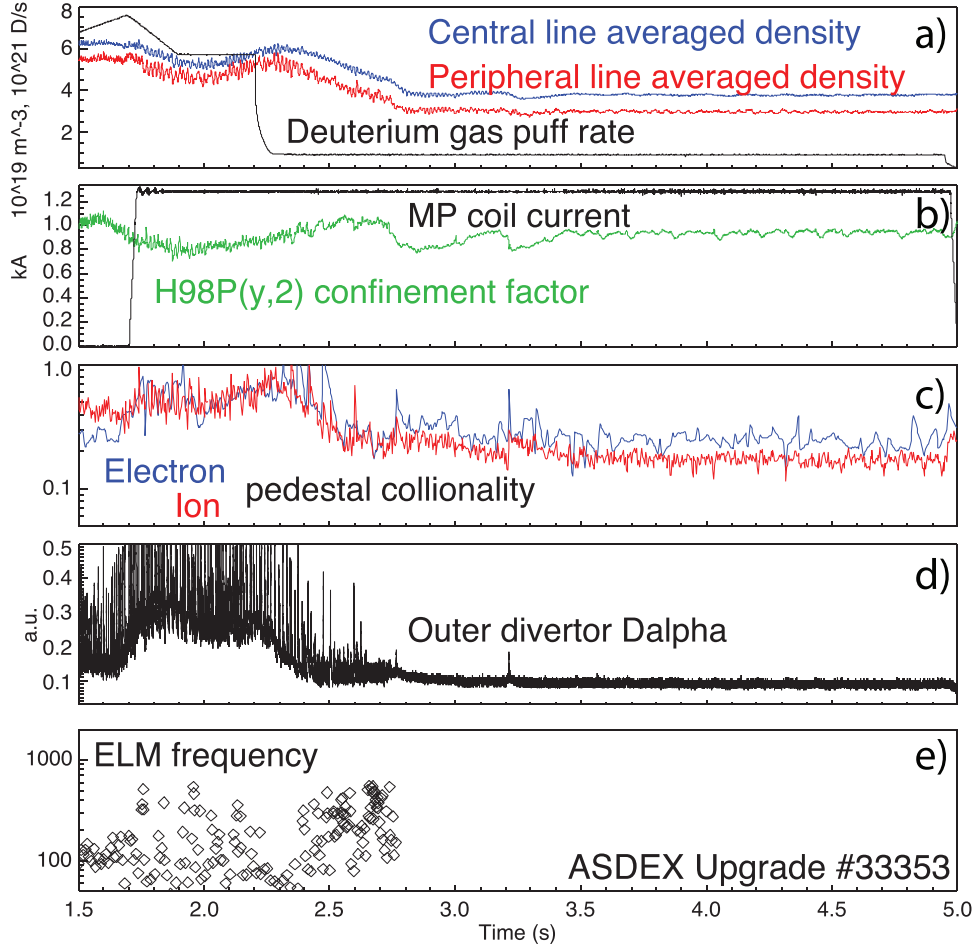 10^19 m^-3, 10^21 D/s
8
6
4
2
Central line averaged density
a)
Peripheral line averaged density
Deuterium gas puff rate
kA
1.2
1.0
0.8
0.6
0.4
0.2
0.0
MP coil current
b)
H98P(y,2) confinement factor
1.0
0.1
c)
Electron
Ion
pedestal collionality
a.u.
0.5
0.4
0.3
0.2
0.1
d)
Outer divertor Dalpha
1000
100
ELM frequency
e)
ASDEX Upgrade #33353
1.5 2.0 2.5 3.0 3.5 4.0 4.5 5.0
Time (s)